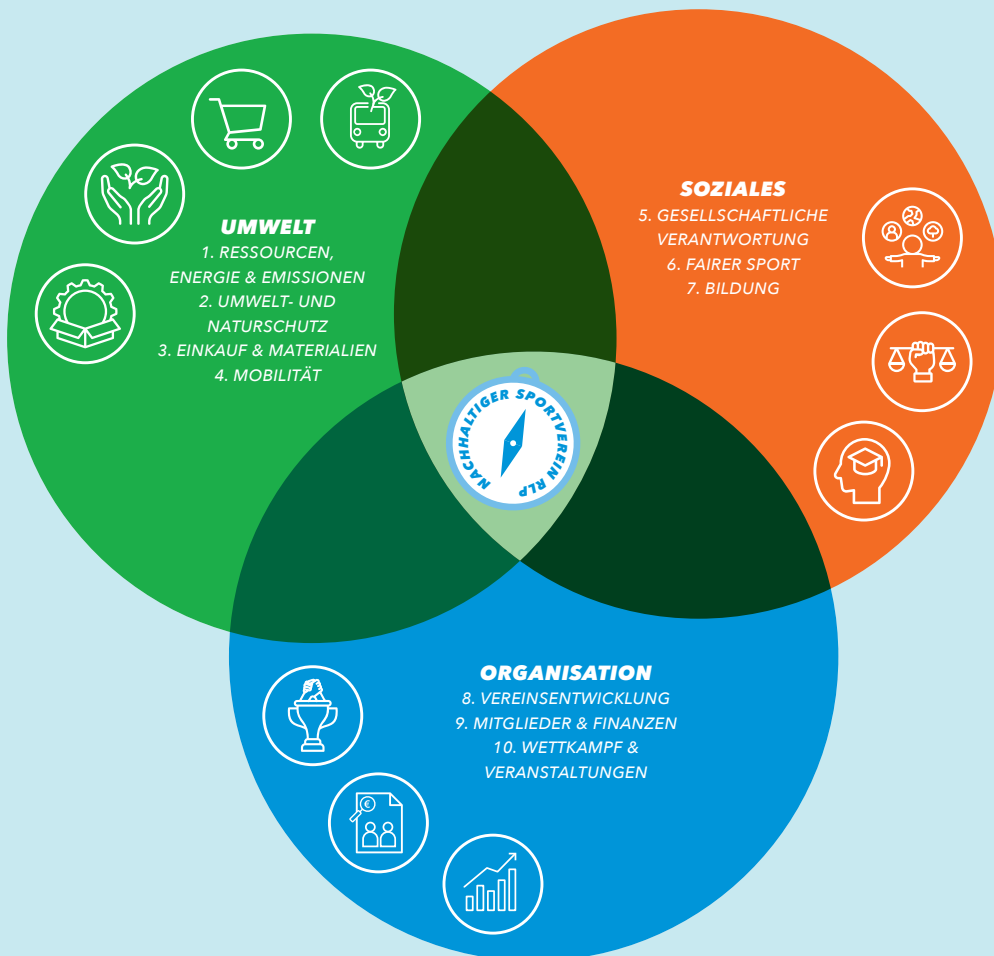 UMWELT
1. RESSOURCEN,
ENERGIE & EMISSIONEN
2. UMWELT- UND
NATURSCHUTZ
3. EINKAUF & MATERIALIEN
4. MOBILITÄT
SOZIALES
5. GESELLSCHAFTLICHE
VERANTWORTUNG
6. FAIRER SPORT
7. BILDUNG
NACHHALTIGER SPORTVEREIN RLP
ORGANISATION
8. VEREINSENTWICKLUNG
9. MITGLIEDER & FINANZEN
10. WETTKAMPF &
VERANSTALTUNGEN
€